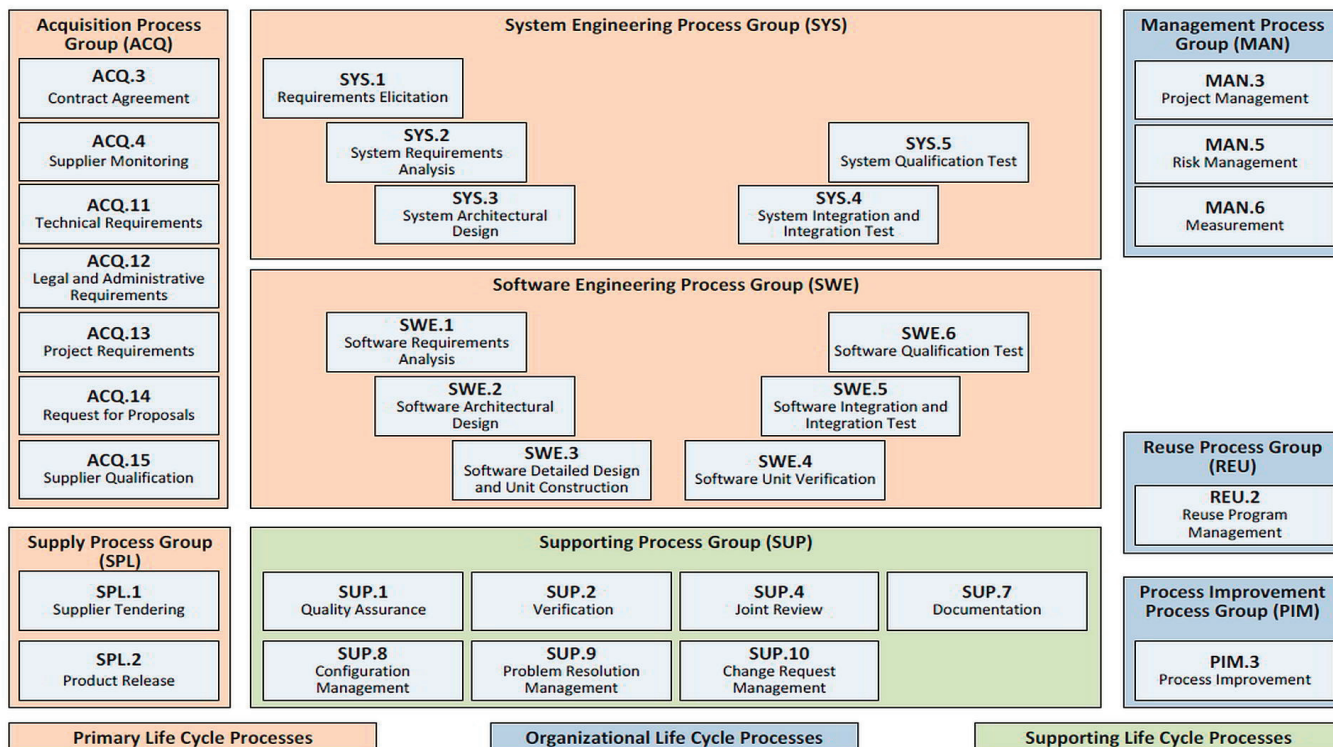 Acquisition Process
Group (ACQ)
ACQ.3
Contract Agreement
ACQ.4
Supplier Monitoring
ACQ.11
Technical Requirements
ACQ.12
Legal and Administrative
Requirements
ACQ.13
Project Requirements
ACQ.14
Request for Proposals
ACQ.15
Supplier Qualification
System Engineering Process Group (SYS)
SYS.1
Requirements Elicitation
SYS.2
System Requirements
Analysis
SYS.3
System Architectural
Design
SYS.5
System Qualification Test
SYS.4
System Integration and
Integration Test
Management Process
Group (MAN)
MAN.3
Project Management
MAN.5
Risk Management
MAN.6
Measurement
Software Engineering Process Group (SWE)
SWE.1
Software Requirements
Analysis
SWE.2
Software Architectural
Design
SWE.3
Software Detailed Design
and Unit Construction
SWE.6
Software Qualification Test
SWE.5
Software Integration and
Integration Test
SWE.4
Software Unit Verification
Reuse Process Group
(REU)
REU.2
Reuse Program
Management
Supply Process Group
(SPL)
SPL.1
Supplier Tendering
SPL.2
Product Release
Supporting Process Group (SUP)
SUP.1
Quality Assurance
SUP.2
Verification
SUP.4
Joint Review
SUP.7
Documentation
SUP.8
Configuration
Management
SUP.9
Problem Resolution
Management
SUP.10
Change Request
Management
Process Improvement
Process Group (PIM)
PIM.3
Process Improvement
Primary Life Cycle Processes
Organizational Life Cycle Processes
Supporting Life Cycle Processes